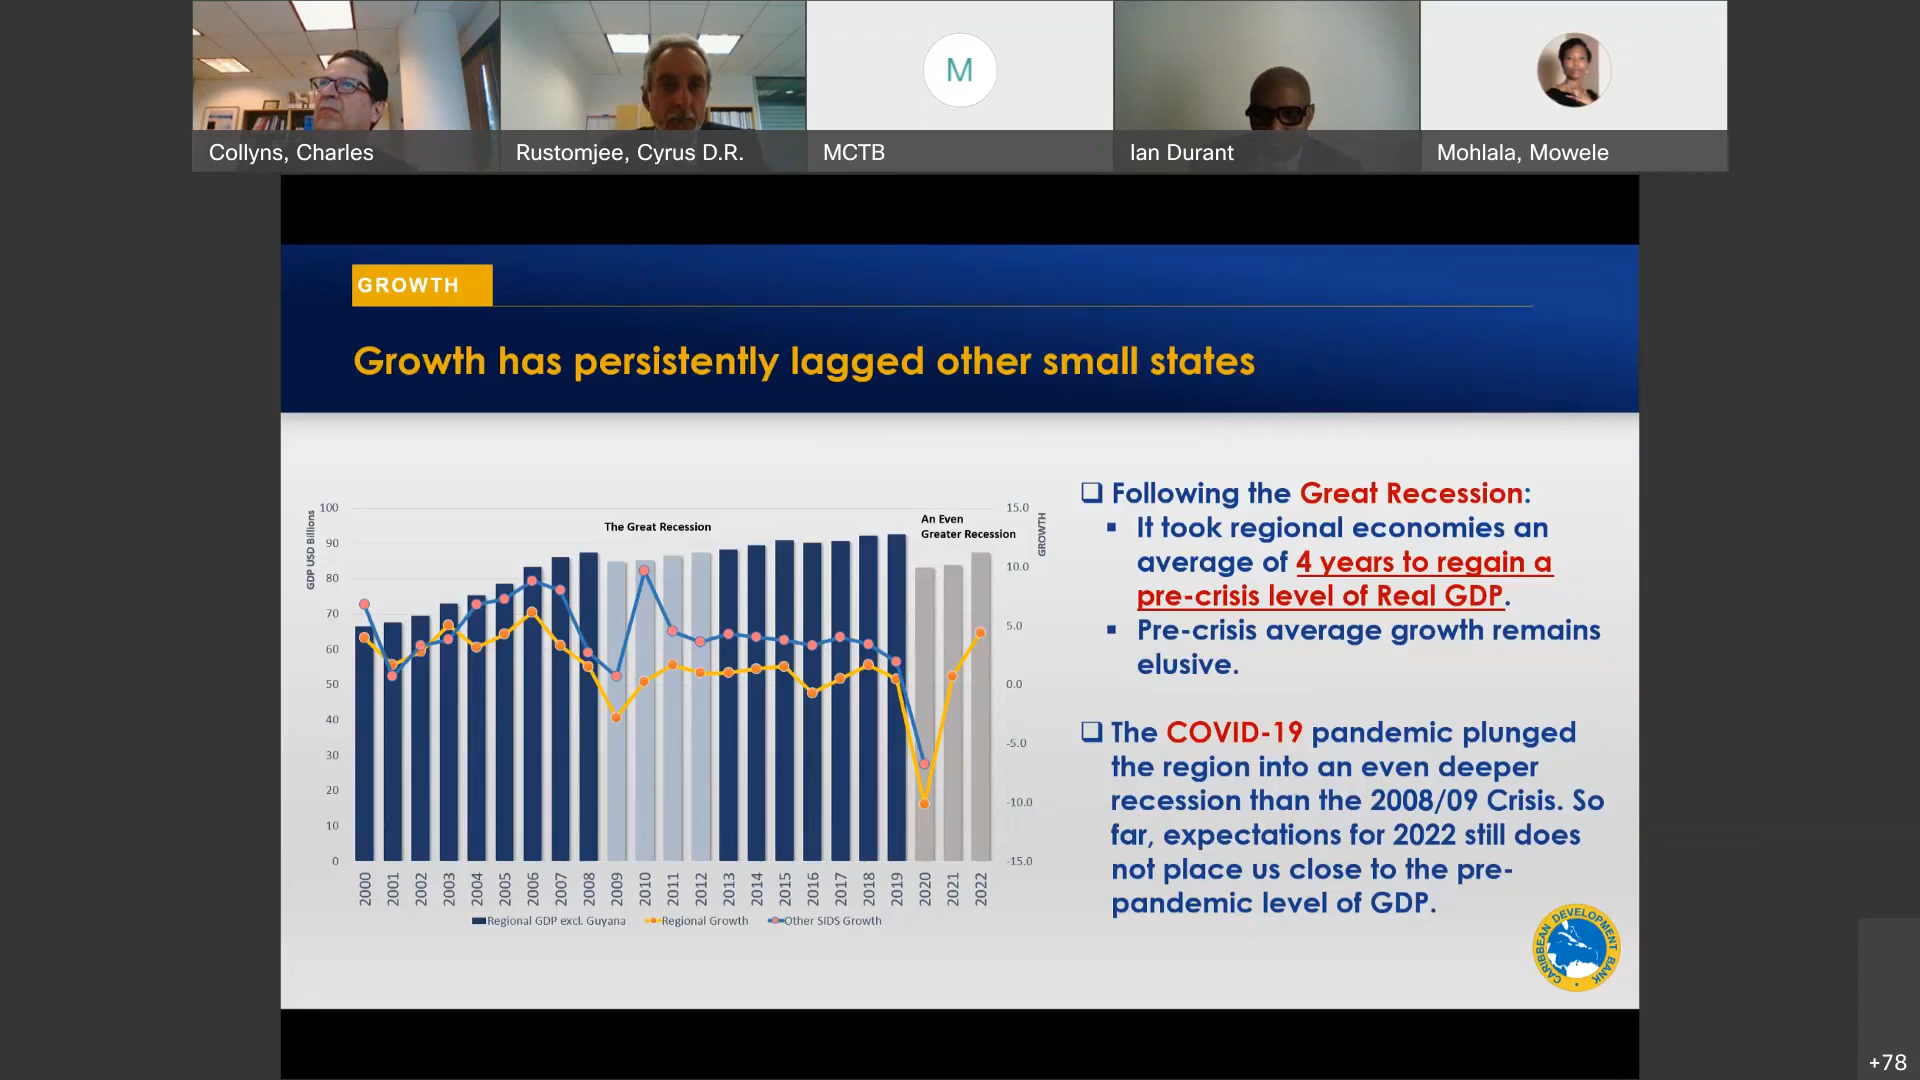 Collyns, Charles
Rustomjee, Cyrus D.R.
M
MCTB
Ian Durant
Mohlala, Mowele
GROWTH
Growth has persistently lagged other small states
GDP USD Billions
100
90
80
70
60
50
40
30
20
10
0
The Great Recession
An Even
Greater Recession
15.0
10.0
5.0
0.0
-5.0
-10.0
-15.0
GROWTH
2000
2001
2002
2003
2004
2005
2006
2007
2008
2009
2010
2011
2012
2013
2014
2015
2016
2017
2018
2019
2020
2021
2022
Regional GDP excl. Guyana
Regional Growth
Other SIDS Growth
Following the Great Recession:
It took regional economies an
average of 4 years to regain a
pre-crisis level of Real GDP.
Pre-crisis average growth remains
elusive.
The COVID-19 pandemic plunged
the region into an even deeper
recession than the 2008/09 Crisis. So
far, expectations for 2022 still does
not place us close to the pre-
pandemic level of GDP.
CARIBBEAN DEVELOPMENT BANK
+78